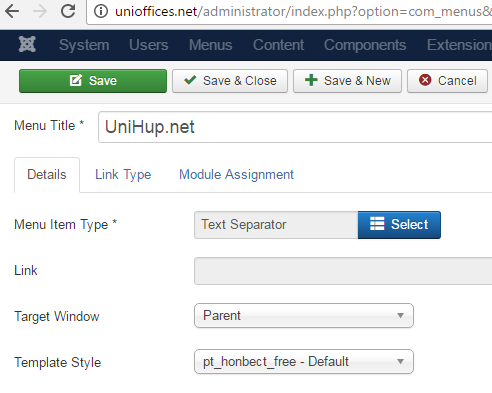 unioffices.net/administrator/index.php?option=com_menus&
System Users Menus Content Components Extension
Save Save & Close Save & New Cancel
Menu Title * UniHup.net
Details Link Type Module Assignment
Menu Item Type * Text Separator Select
Link
Target Window Parent
Template Style pt_honbect_free - Default